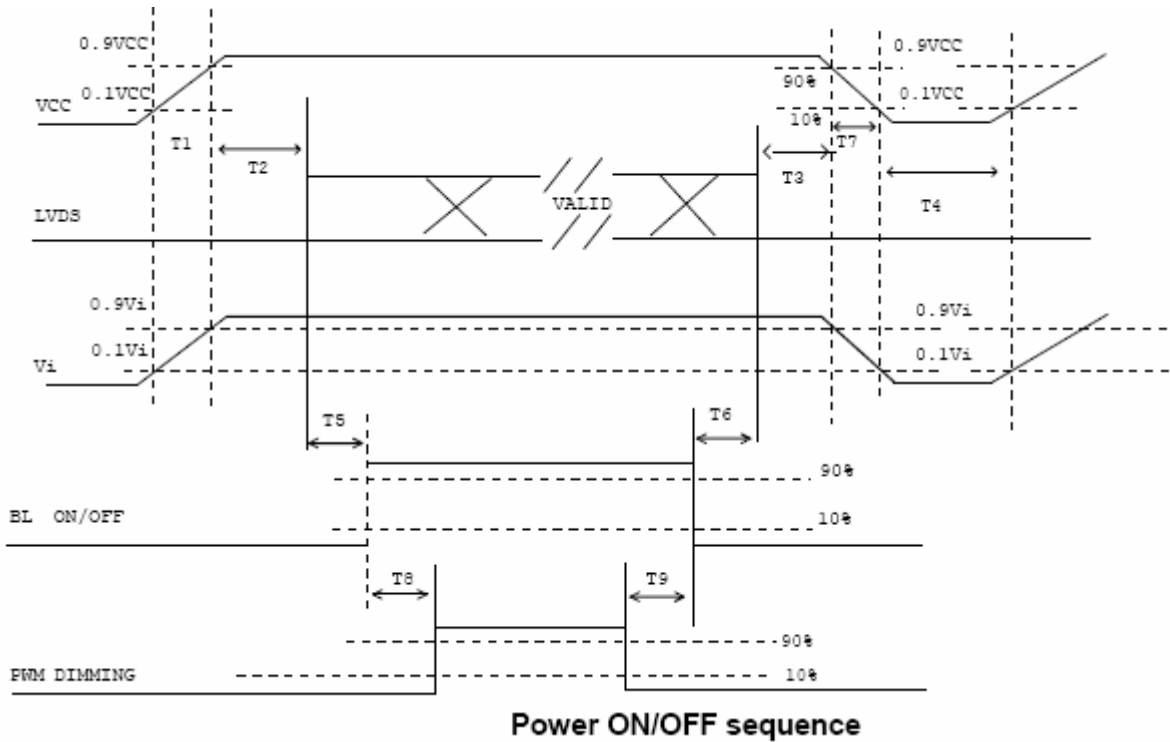 0.9VCC
0.9VCC
90%
0.1VCC
0.1VCC
VCC
10%
T1
T7
T2
T3
VALID
T4
LVDS
0.9Vi
0.9Vi
0.1Vi
0.1Vi
Vi
T5
T6
90%
BL ON/OFF
10%
T8
T9
90%
PWM DIMMING
10%
Power ON/OFF sequence